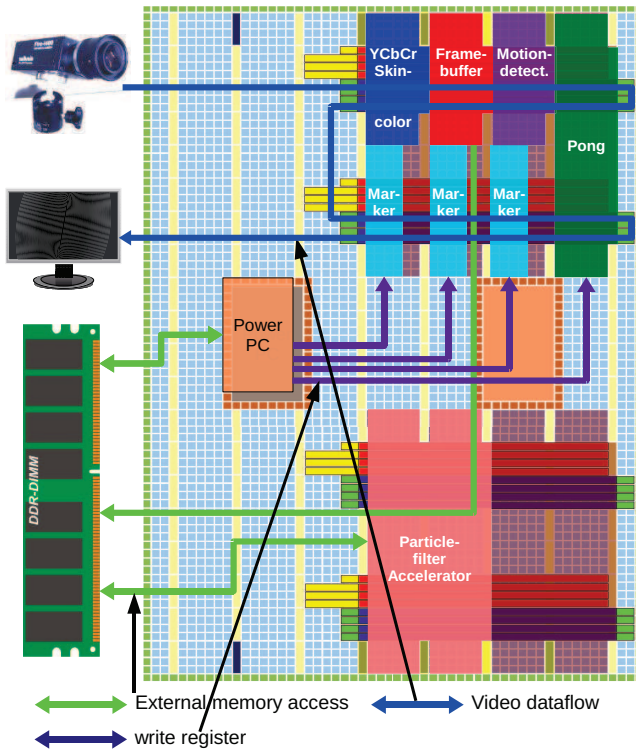 YCbCr
Skin-
color
Frame-
buffer
Motion-
detect.
Pong
Mar-
ker
Mar-
ker
Mar-
ker
Power
PC
DDR-DIMM
Particle-
filter
Accelerator
External memory access
Video dataflow
write register